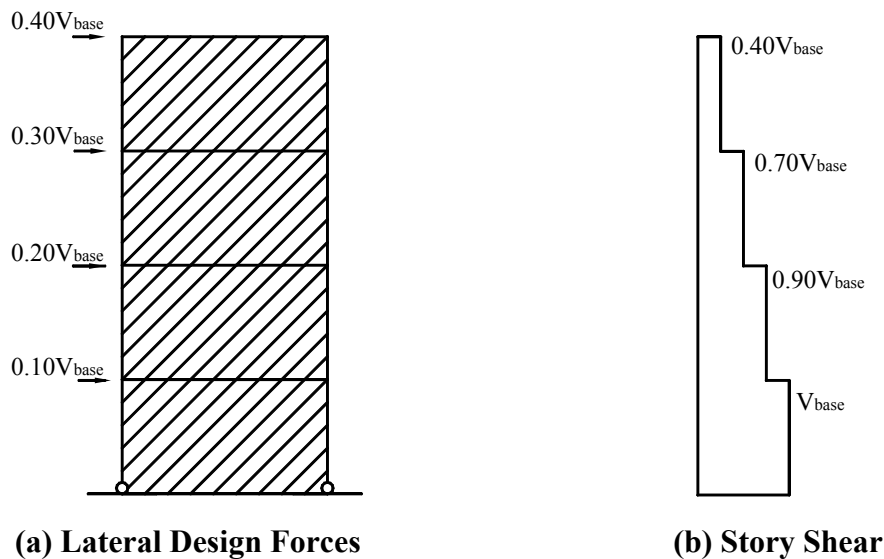 0.40Vbase
0.30Vbase
0.20Vbase
0.10Vbase
(a) Lateral Design Forces
0.40Vbase
0.70Vbase
0.90Vbase
Vbase
(b) Story Shear